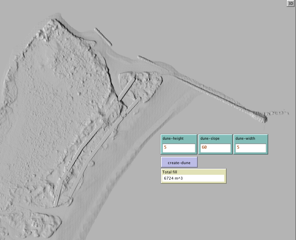 dune-height
dune-slope
dune-width
5
60
5
create-dune
Total fill
6724 m^3